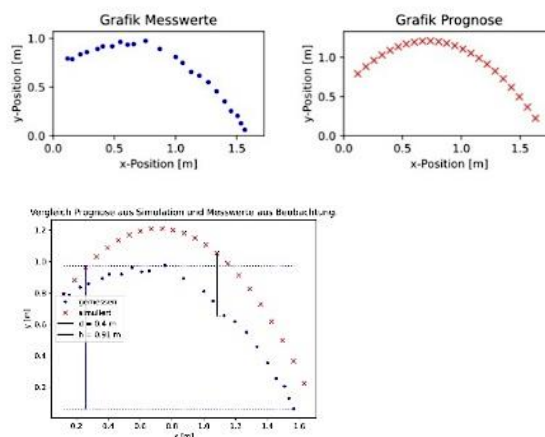 Grafik Messwerte
y-Position [m]
1.0
0.5
0.0
0.0 0.5 1.0 1.5
x-Position [m]
Grafik Prognose
y-Position [m]
1.0
0.5
0.0
0.0 0.5 1.0 1.5
x-Position [m]
Vergleich Prognose aus Simulation und Messwerte aus Beobachtung
y [m]
1.2
1.0
0.8
0.6
0.4
0.2
gemessen
simuliert
d = 0.4 m
h = 0.91 m
0.0 0.2 0.4 0.6 0.8 1.0 1.2 1.4 1.6
x [m]